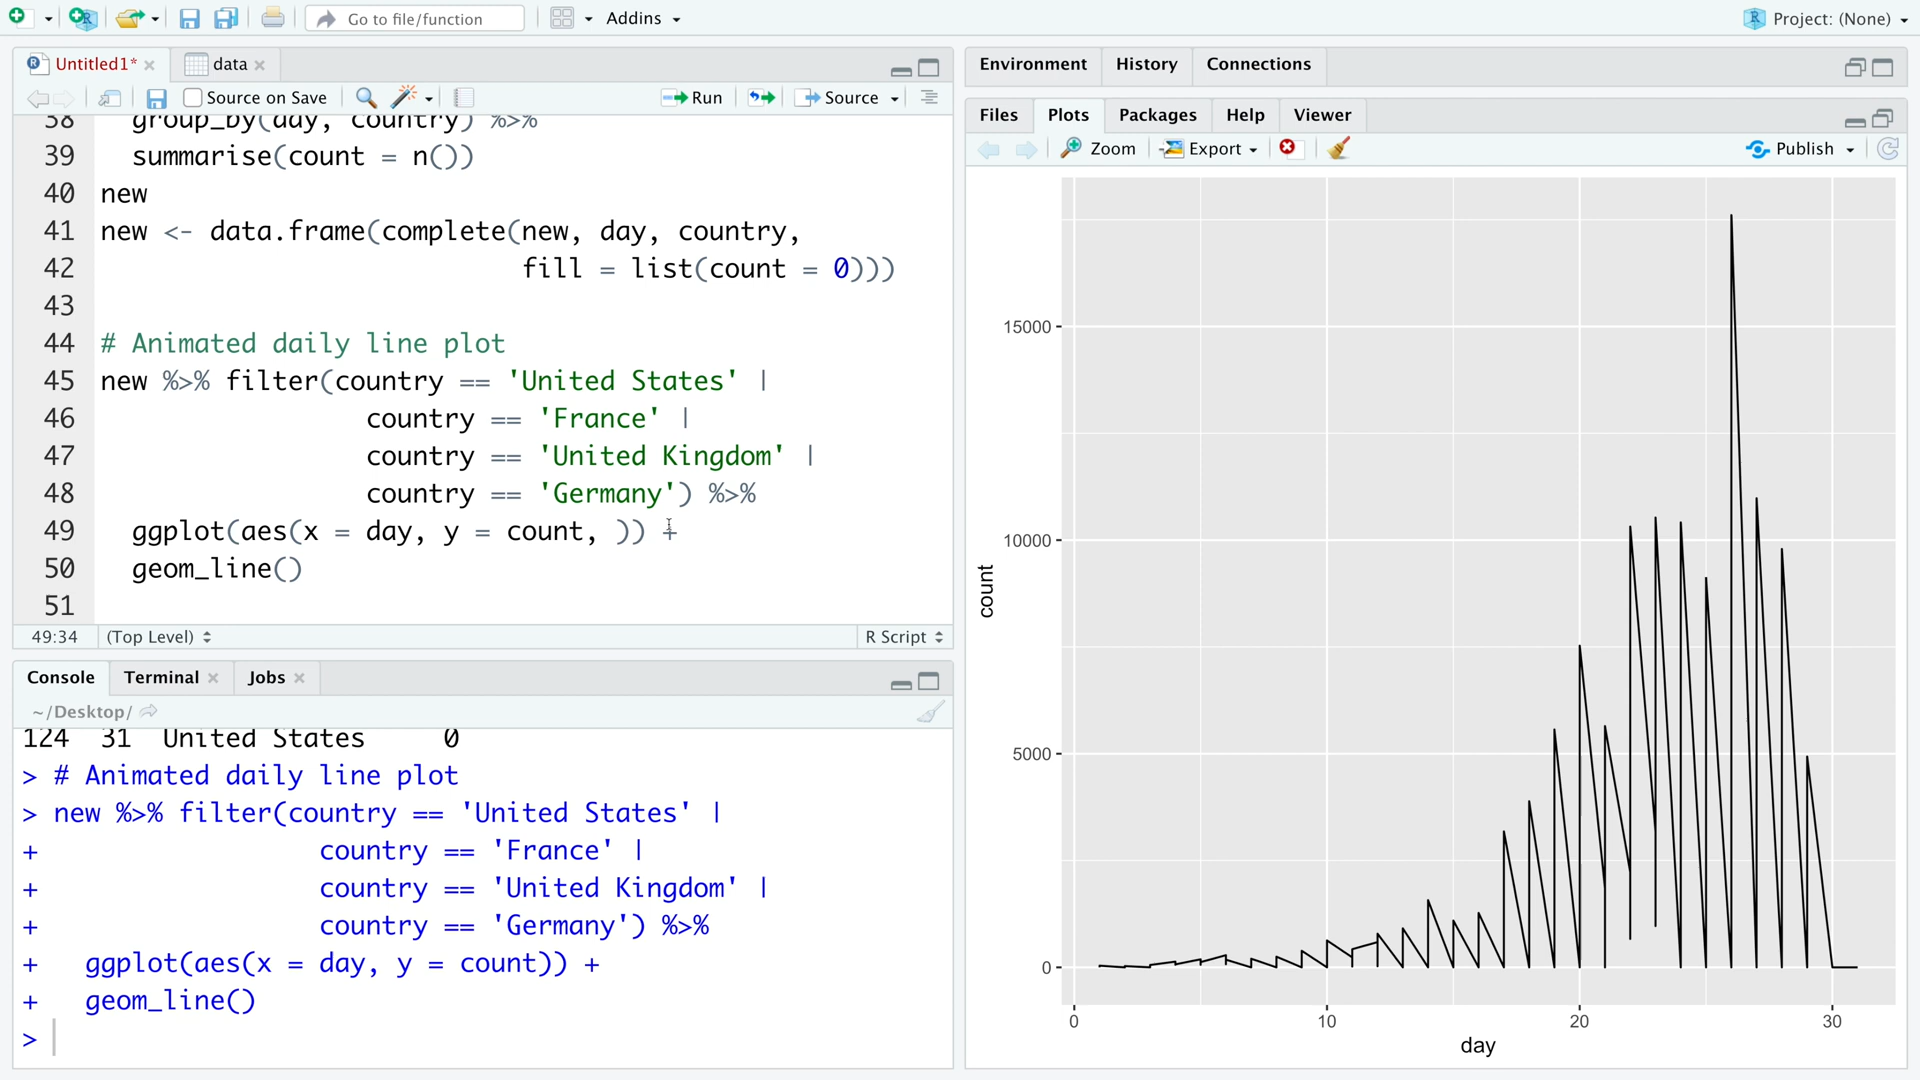 Go to file/function
Addins
Project: (None)
Untitled1*
data
Source on Save
Run
Source
38 group_by(day, country) %>%
39 summarise(count = n())
40 new
41 new <- data.frame(complete(new, day, country,
42 fill = list(count = 0)))
43
44 # Animated daily line plot
45 new %>% filter(country == 'United States' |
46 country == 'France' |
47 country == 'United Kingdom' |
48 country == 'Germany') %>%
49 ggplot(aes(x = day, y = count, )) +
50 geom_line()
51
49:34 (Top Level) R Script
Console Terminal Jobs
~/Desktop/
124 31 United States 0
> # Animated daily line plot
> new %>% filter(country == 'United States' |
+ country == 'France' |
+ country == 'United Kingdom' |
+ country == 'Germany') %>%
+ ggplot(aes(x = day, y = count)) +
+ geom_line()
>
Environment History Connections
Files Plots Packages Help Viewer
Zoom Export Publish
15000
10000
5000
0
count
0 10 20 30
day